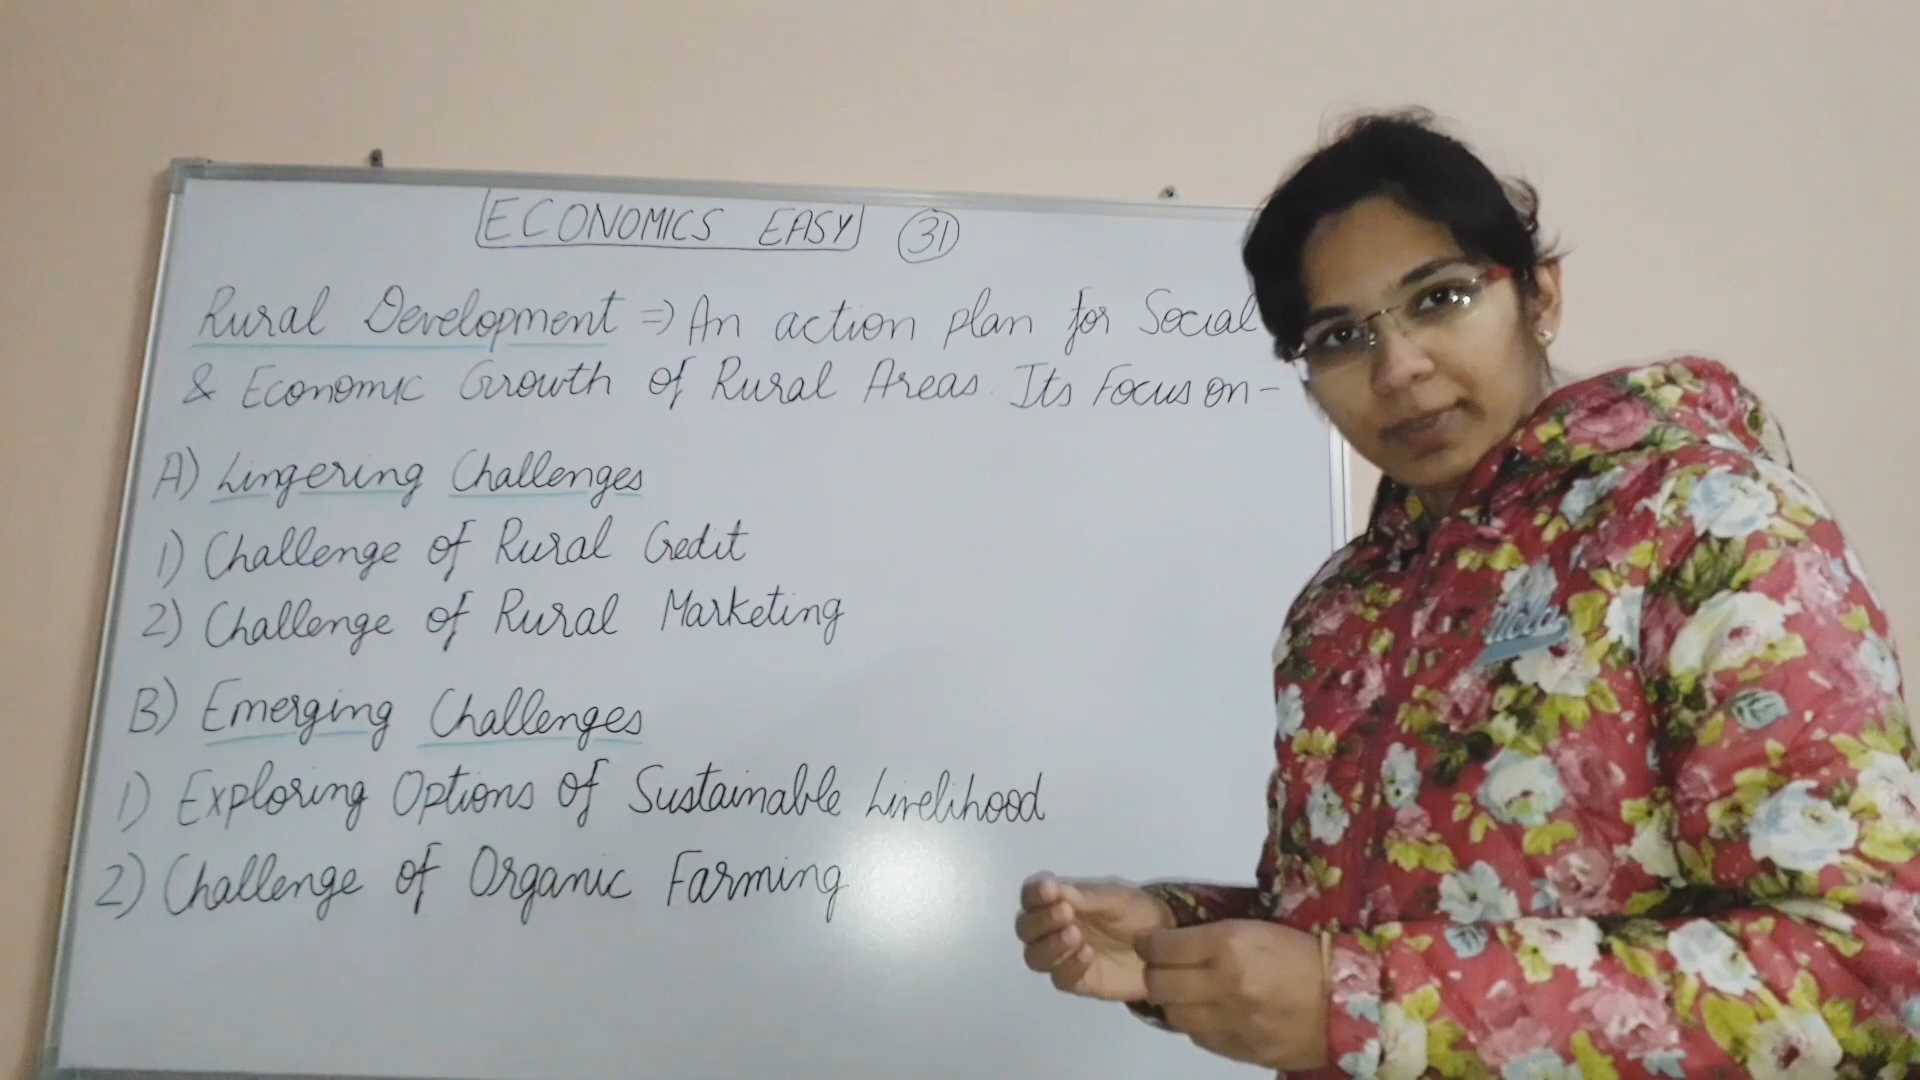 ECONOMICS EASY 31
Rural Development => An action plan for Social
& Economic Growth of Rural Areas. Its Focus on -
A) Lingering Challenges
1) Challenge of Rural Credit
2) Challenge of Rural Marketing
B) Emerging Challenges
1) Exploring Options of Sustainable Livelihood
2) Challenge of Organic Farming